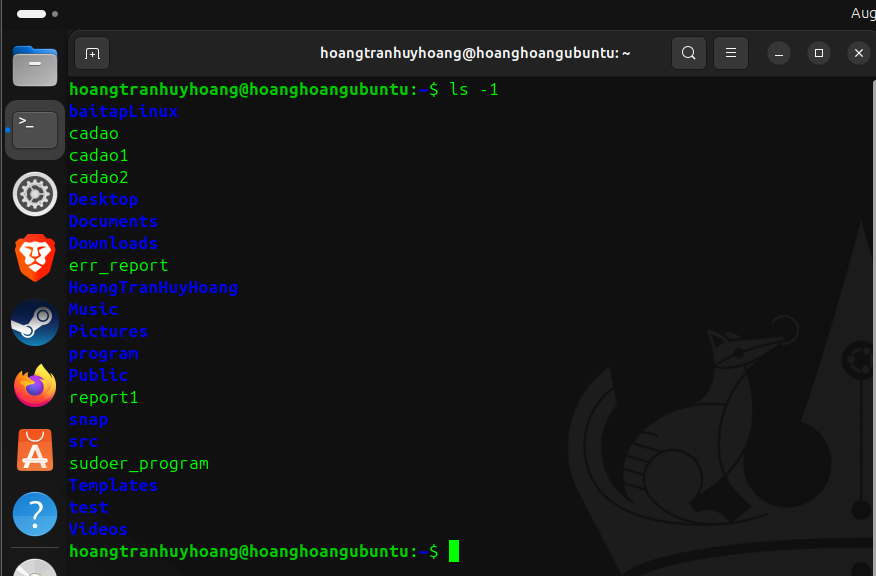 Aug
hoangtranhuyhoang@hoanghoangubuntu: ~
hoangtranhuyhoang@hoanghoangubuntu:~$ ls -1
baitapLinux
cadao
cadao1
cadao2
Desktop
Documents
Downloads
err_report
HoangTranHuyHoang
Music
Pictures
program
Public
report1
snap
src
sudoer_program
Templates
test
Videos
hoangtranhuyhoang@hoanghoangubuntu:~$